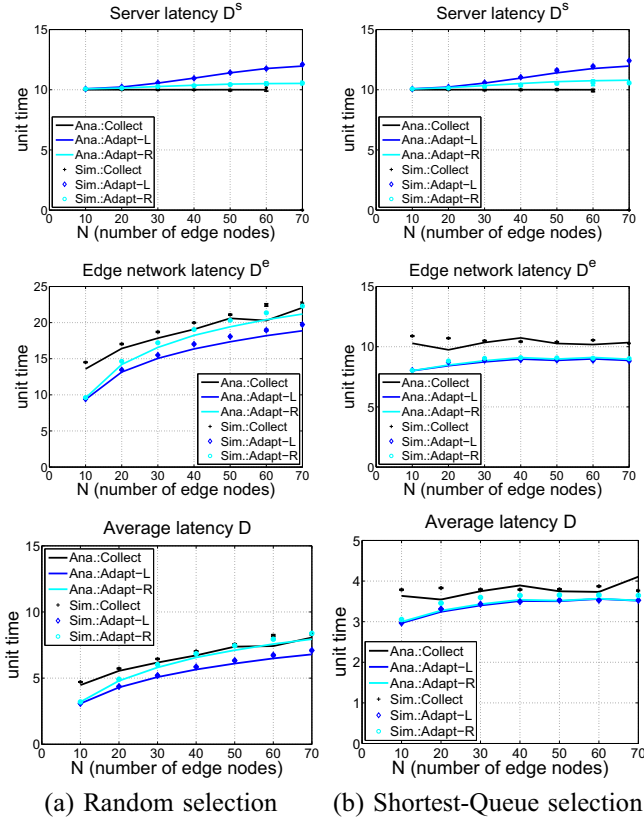 Server latency D^s
unit time
15
10
5
0
Ana.:Collect
Ana.:Adapt−L
Ana.:Adapt−R
Sim.:Collect
Sim.:Adapt−L
Sim.:Adapt−R
10 20 30 40 50 60 70
N (number of edge nodes)
Server latency D^s
unit time
15
10
5
0
Ana.:Collect
Ana.:Adapt−L
Ana.:Adapt−R
Sim.:Collect
Sim.:Adapt−L
Sim.:Adapt−R
10 20 30 40 50 60 70
N (number of edge nodes)
Edge network latency D^e
unit time
25
20
15
10
5
0
Ana.:Collect
Ana.:Adapt−L
Ana.:Adapt−R
Sim.:Collect
Sim.:Adapt−L
Sim.:Adapt−R
10 20 30 40 50 60 70
N (number of edge nodes)
Edge network latency D^e
unit time
15
10
5
0
Ana.:Collect
Ana.:Adapt−L
Ana.:Adapt−R
Sim.:Collect
Sim.:Adapt−L
Sim.:Adapt−R
10 20 30 40 50 60 70
N (number of edge nodes)
Average latency D
unit time
15
10
5
0
Ana.:Collect
Ana.:Adapt−L
Ana.:Adapt−R
Sim.:Collect
Sim.:Adapt−L
Sim.:Adapt−R
10 20 30 40 50 60 70
N (number of edge nodes)
Average latency D
unit time
5
4
3
2
1
0
Ana.:Collect
Ana.:Adapt−L
Ana.:Adapt−R
Sim.:Collect
Sim.:Adapt−L
Sim.:Adapt−R
10 20 30 40 50 60 70
N (number of edge nodes)
(a) Random selection
(b) Shortest-Queue selection